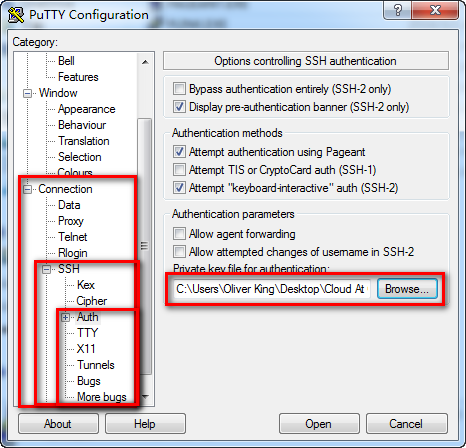 PuTTY Configuration
Category:
Bell
Features
Window
Appearance
Behaviour
Translation
Selection
Colours
Connection
Data
Proxy
Telnet
Rlogin
SSH
Kex
Cipher
Auth
TTY
X11
Tunnels
Bugs
More bugs
Options controlling SSH authentication
Bypass authentication entirely (SSH-2 only)
Display pre-authentication banner (SSH-2 only)
Authentication methods
Attempt authentication using Pageant
Attempt TIS or CryptoCard auth (SSH-1)
Attempt "keyboard-interactive" auth (SSH-2)
Authentication parameters
Allow agent forwarding
Allow attempted changes of username in SSH-2
Private key file for authentication:
C:\Users\Oliver King\Desktop\Cloud At
Browse...
About
Help
Open
Cancel